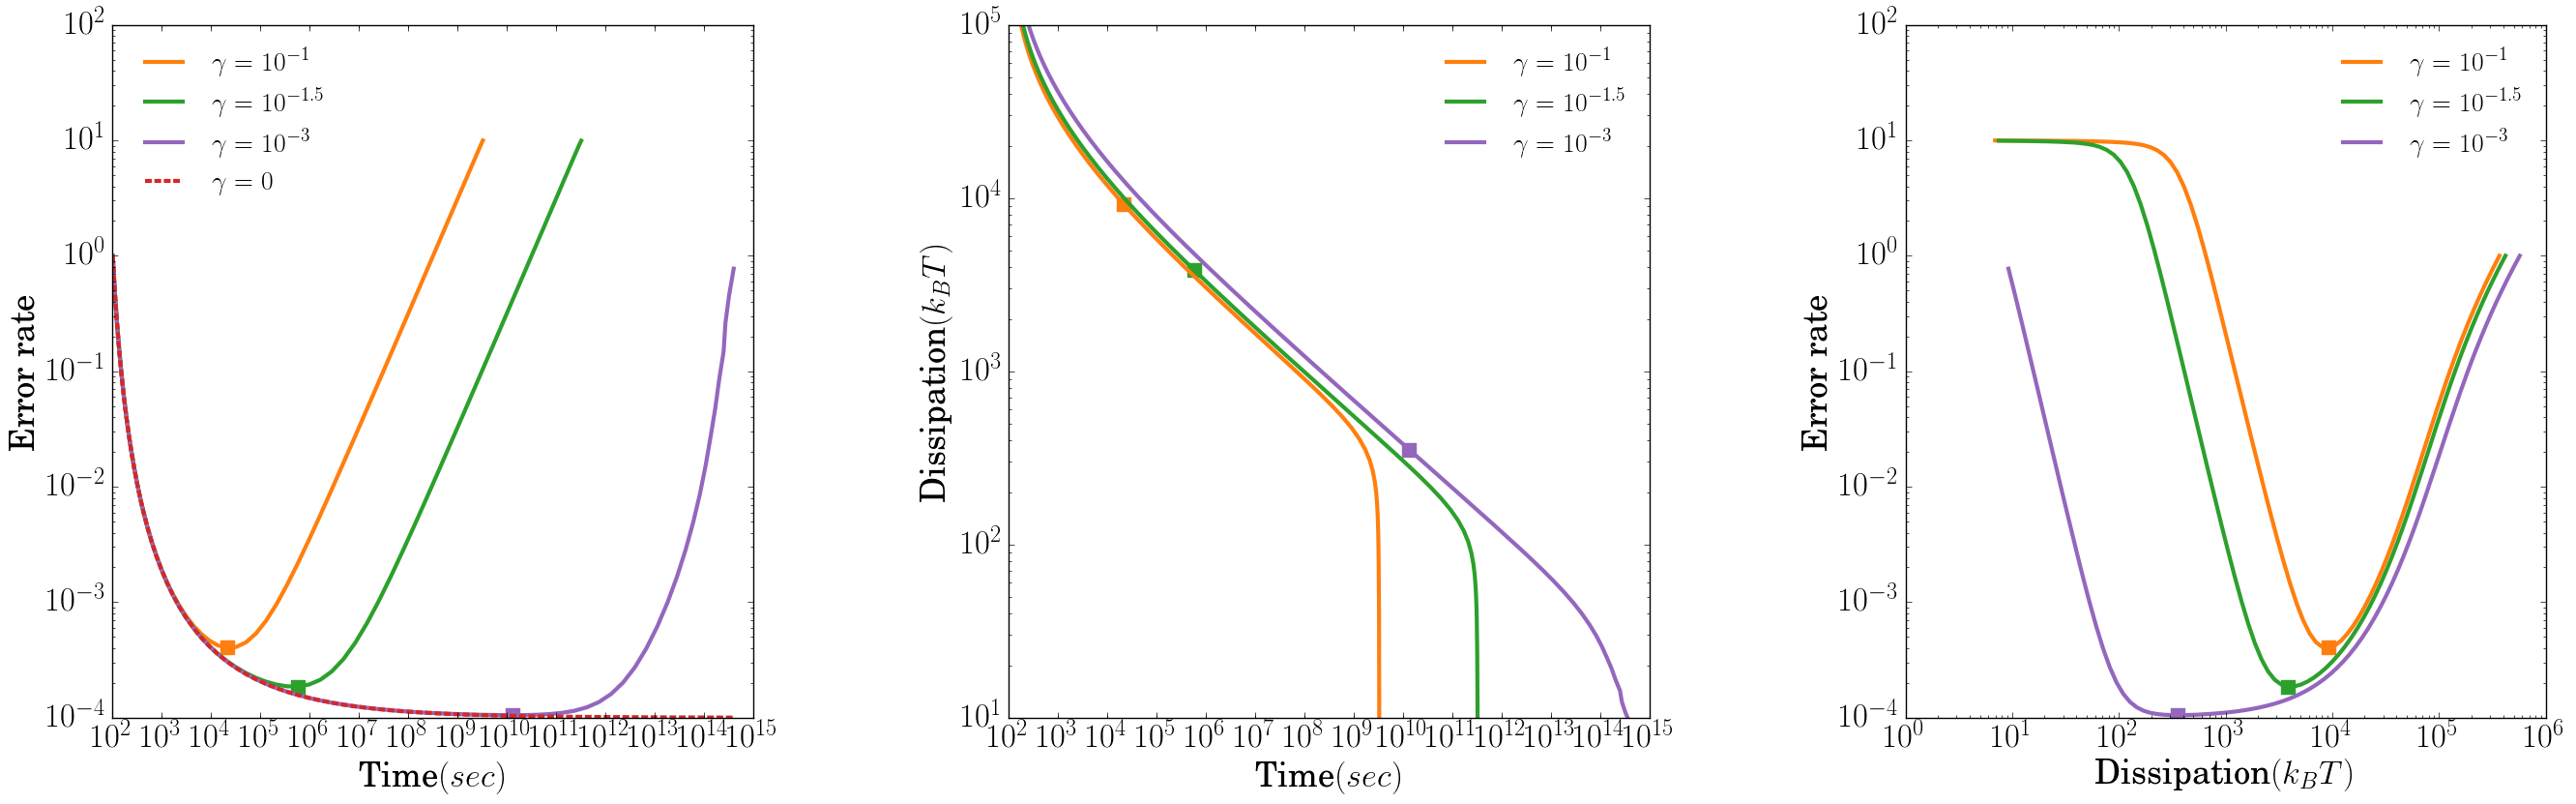 10^2
10^1
10^0
10^-1
10^-2
10^-3
10^-4
Error rate
γ = 10^-1
γ = 10^-1.5
γ = 10^-3
γ = 0
10^2 10^3 10^4 10^5 10^6 10^7 10^8 10^9 10^10 10^11 10^12 10^13 10^14 10^15
Time(sec)
10^5
10^4
10^3
10^2
10^1
Dissipation(k_BT)
γ = 10^-1
γ = 10^-1.5
γ = 10^-3
10^2 10^3 10^4 10^5 10^6 10^7 10^8 10^9 10^10 10^11 10^12 10^13 10^14 10^15
Time(sec)
10^2
10^1
10^0
10^-1
10^-2
10^-3
10^-4
Error rate
γ = 10^-1
γ = 10^-1.5
γ = 10^-3
10^0 10^1 10^2 10^3 10^4 10^5 10^6
Dissipation(k_BT)